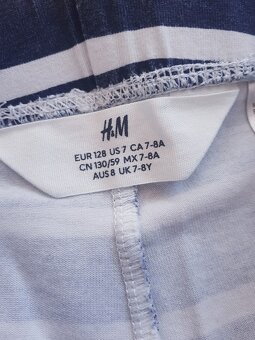 H&M
EUR 128 US 7 CA 7-8A
CN 130/59 MX 7-8A
AUS 8 UK 7-8Y